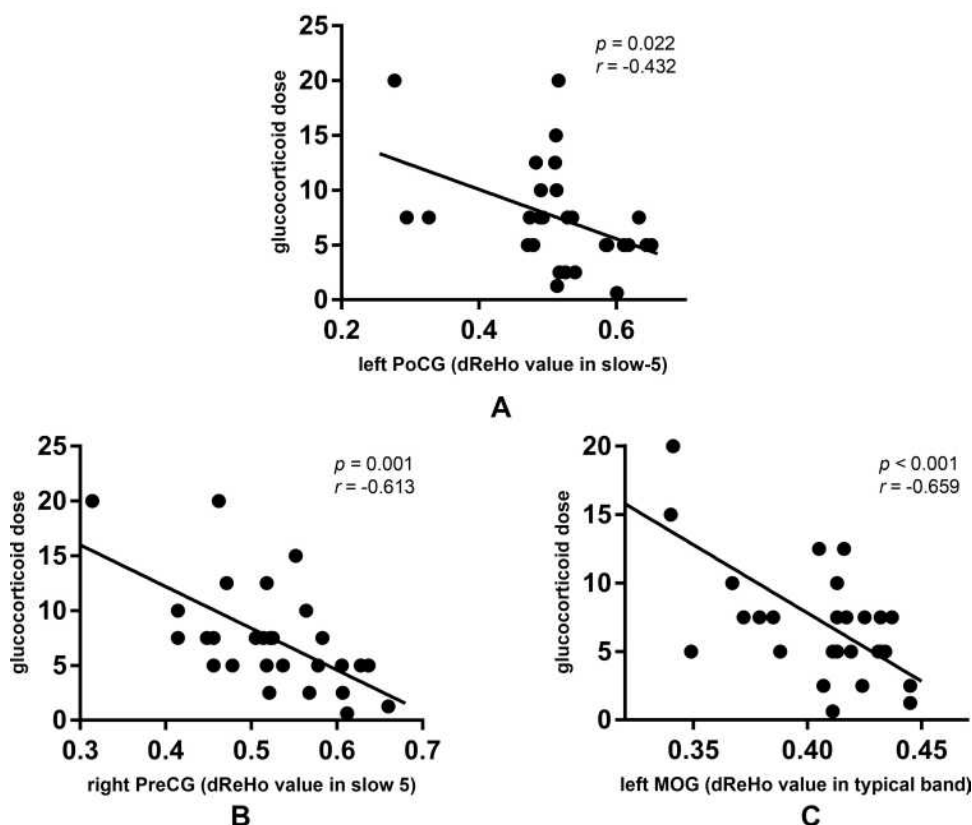 p = 0.022
r = -0.432
glucocorticoid dose
25
20
15
10
5
0
0.2 0.4 0.6
left PoCG (dReHo value in slow-5)
A
p = 0.001
r = -0.613
glucocorticoid dose
25
20
15
10
5
0
0.3 0.4 0.5 0.6 0.7
right PreCG (dReHo value in slow 5)
B
p < 0.001
r = -0.659
glucocorticoid dose
20
15
10
5
0
0.35 0.40 0.45
left MOG (dReHo value in typical band)
C